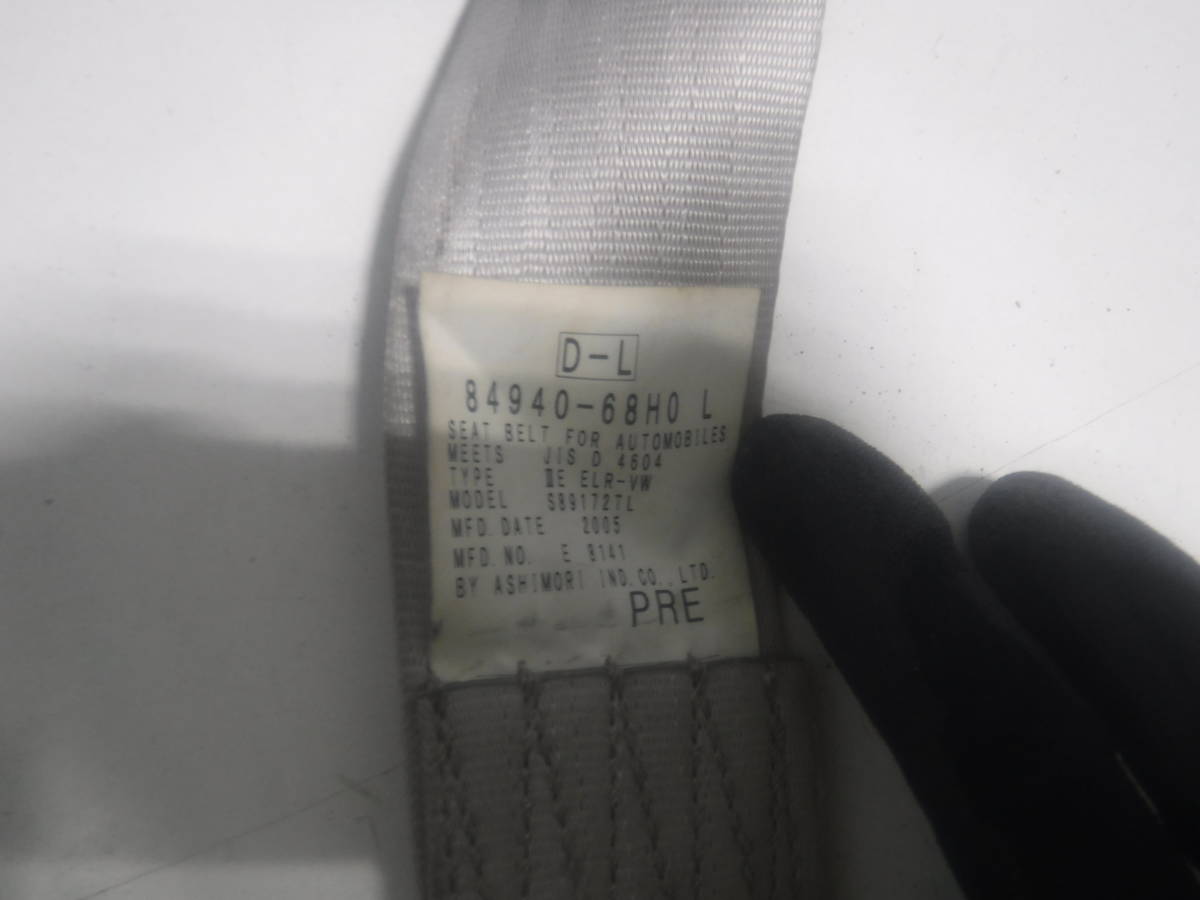 D-L
84940-68H0 L
SEAT BELT FOR AUTOMOBILES
MEETS JIS D 4604
TYPE ⅢE ELR-VW
MODEL S89172TL
MFD. DATE 2005
MFD. NO. E 8141
BY ASHIMORI IND. CO., LTD.
PRE